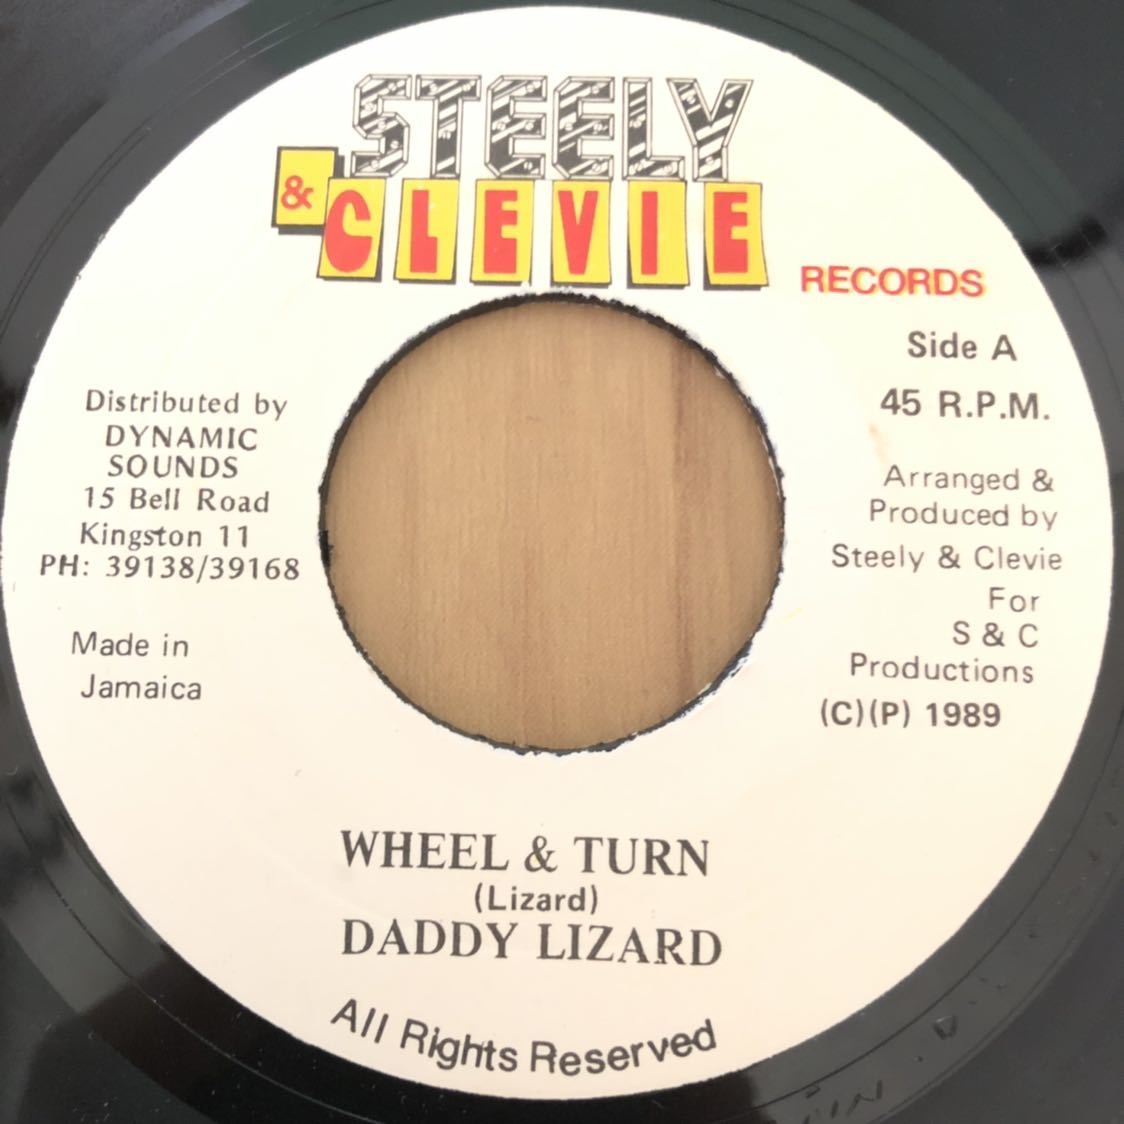 STEELY
& CLEVIE
RECORDS
Side A
45 R.P.M.
Distributed by
DYNAMIC
SOUNDS
15 Bell Road
Kingston 11
PH: 39138/39168
Made in
Jamaica
Arranged &
Produced by
Steely & Clevie
For
S & C
Productions
(C)(P) 1989
WHEEL & TURN
(Lizard)
DADDY LIZARD
All Rights Reserved